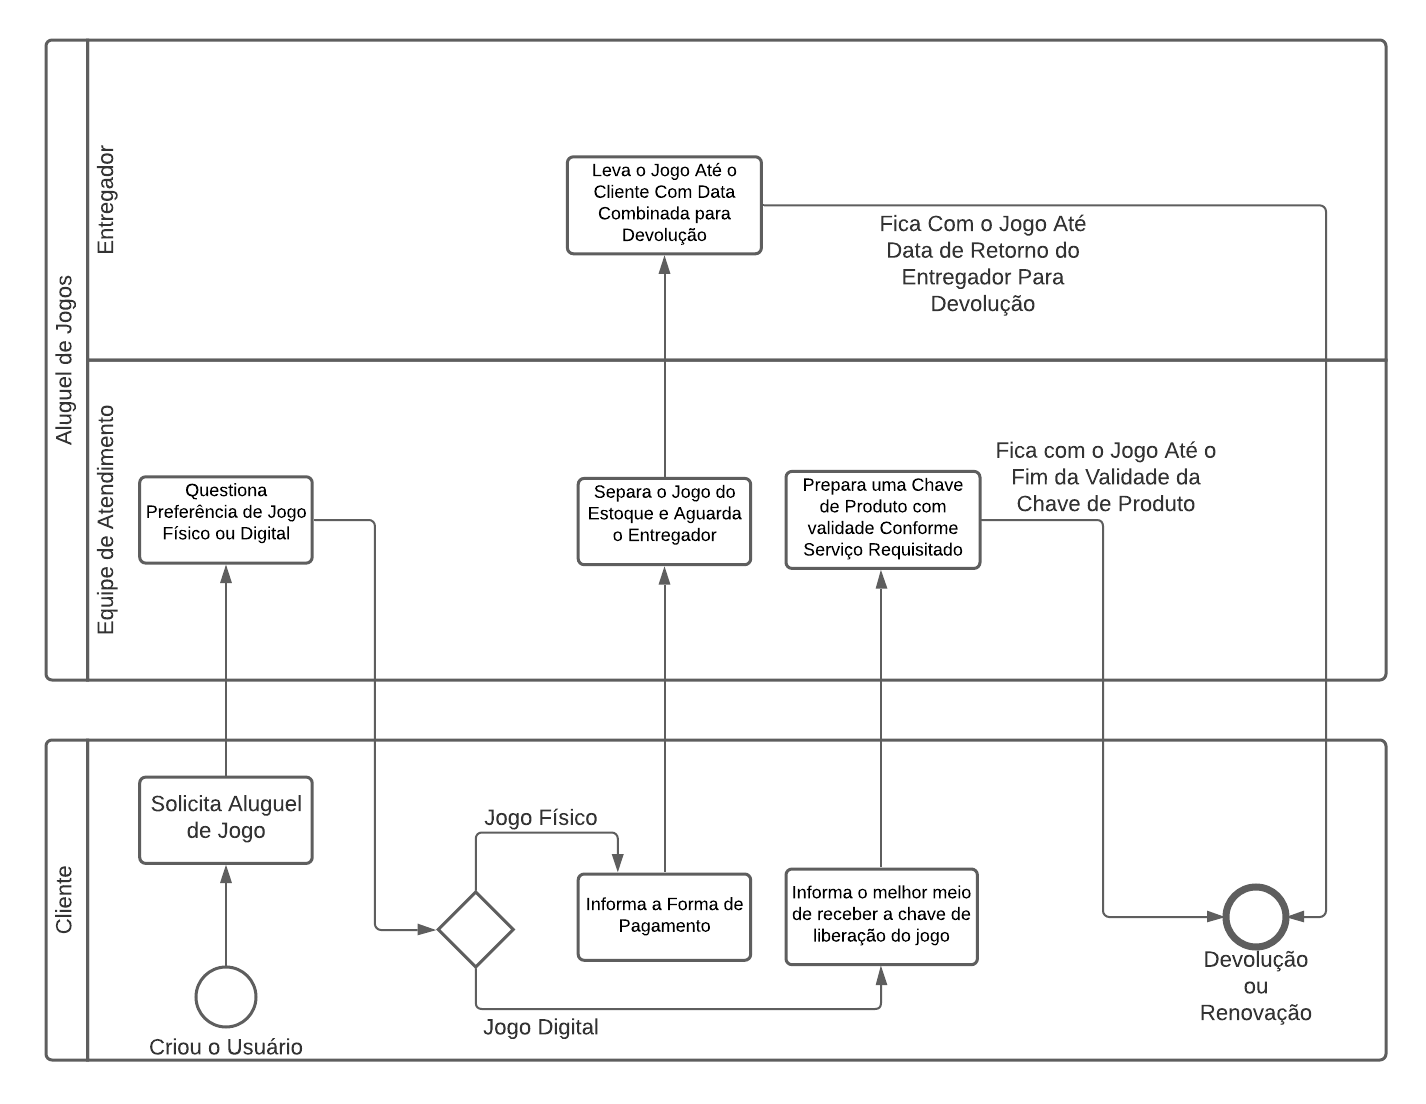 Aluguel de Jogos
Entregador
Leva o Jogo Até o
Cliente Com Data
Combinada para
Devolução
Fica Com o Jogo Até
Data de Retorno do
Entregador Para
Devolução
Equipe de Atendimento
Questiona
Preferência de Jogo
Físico ou Digital
Separa o Jogo do
Estoque e Aguarda
o Entregador
Prepara uma Chave
de Produto com
validade Conforme
Serviço Requisitado
Fica com o Jogo Até o
Fim da Validade da
Chave de Produto
Cliente
Solicita Aluguel
de Jogo
Criou o Usuário
Jogo Físico
Jogo Digital
Informa a Forma de
Pagamento
Informa o melhor meio
de receber a chave de
liberação do jogo
Devolução
ou
Renovação